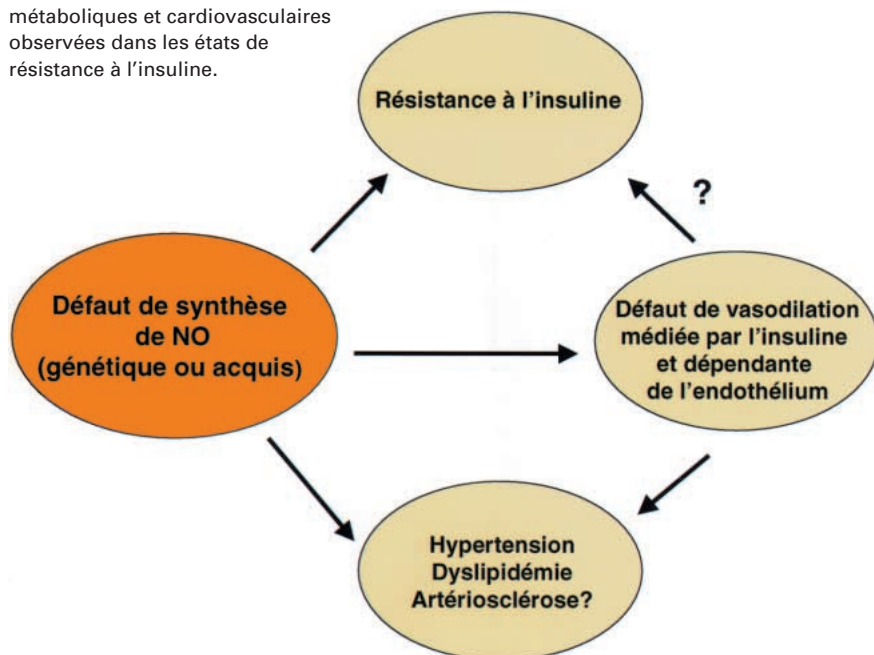 métaboliques et cardiovasculaires
observées dans les états de
résistance à l'insuline.
Résistance à l'insuline
?
Défaut de synthèse
de NO
(génétique ou acquis)
Défaut de vasodilation
médiée par l'insuline
et dépendante
de l'endothélium
Hypertension
Dyslipidémie
Artériosclérose?